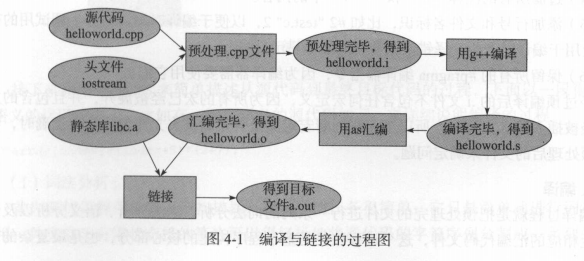 源代码
helloworld.cpp
头文件
iostream
预处理.cpp文件
预处理完毕，得到
helloworld.i
用g++编译
静态库libc.a
汇编完毕，得到
helloworld.o
用as汇编
编译完毕，得到
helloworld.s
链接
得到目标
文件a.out
图 4-1 编译与链接的过程图